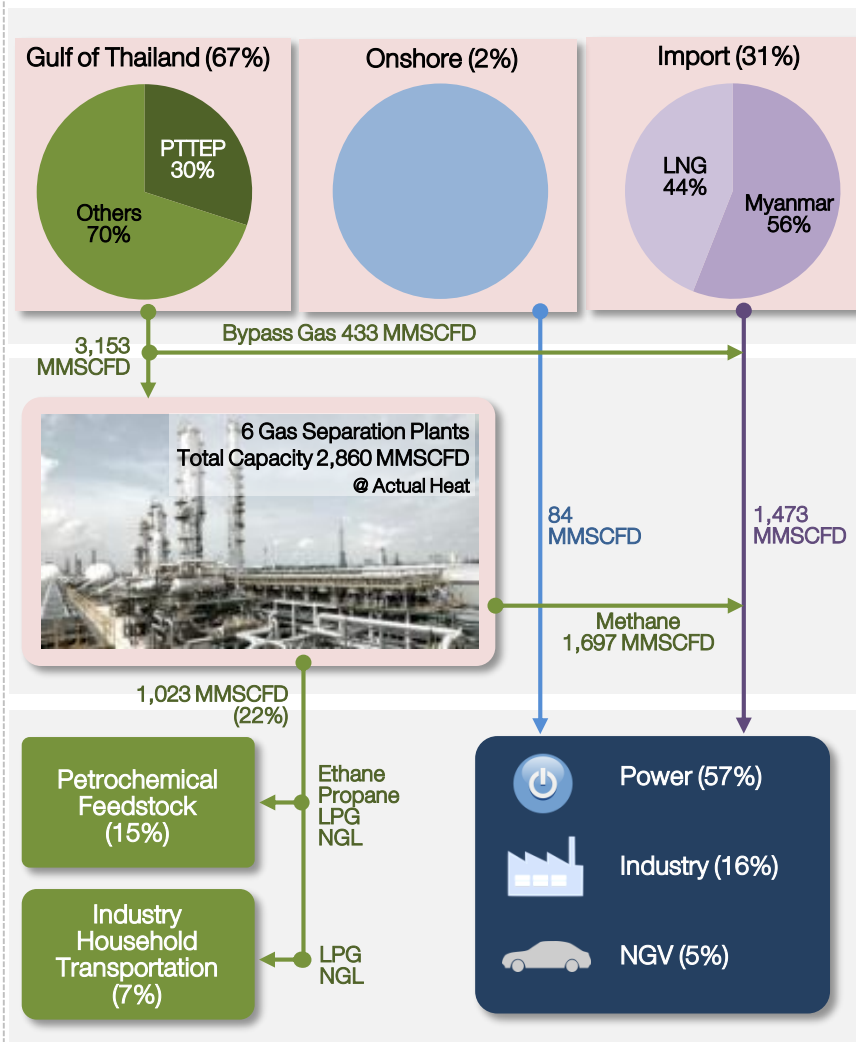 Gulf of Thailand (67%)
Onshore (2%)
Import (31%)
PTTEP
30%
Others
70%
LNG
44%
Myanmar
56%
3,153
MMSCFD
Bypass Gas 433 MMSCFD
6 Gas Separation Plants
Total Capacity 2,860 MMSCFD
@ Actual Heat
84
MMSCFD
1,473
MMSCFD
Methane
1,697 MMSCFD
1,023 MMSCFD
(22%)
Petrochemical
Feedstock
(15%)
Ethane
Propane
LPG
NGL
Industry
Household
Transportation
(7%)
LPG
NGL
Power (57%)
Industry (16%)
NGV (5%)